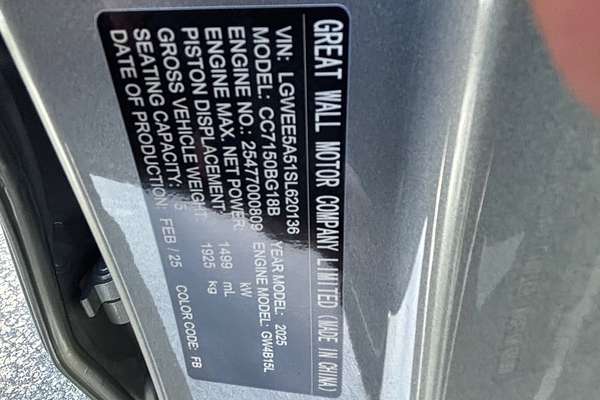 GREAT WALL MOTOR COMPANY LIMITED (MADE IN CHINA)
VIN: LGWEE5A51SL620136 YEAR MODEL: 2025
MODEL: CC7150BG18B ENGINE MODEL: GW4B15L
ENGINE NO.: 25477000809
ENGINE MAX. NET POWER: kW
PISTON DISPLACEMENT: 1499 mL
GROSS VEHICLE WEIGHT: 1925 kg
SEATING CAPACITY: 5 COLOR CODE: FB
DATE OF PRODUCTION: FEB / 25